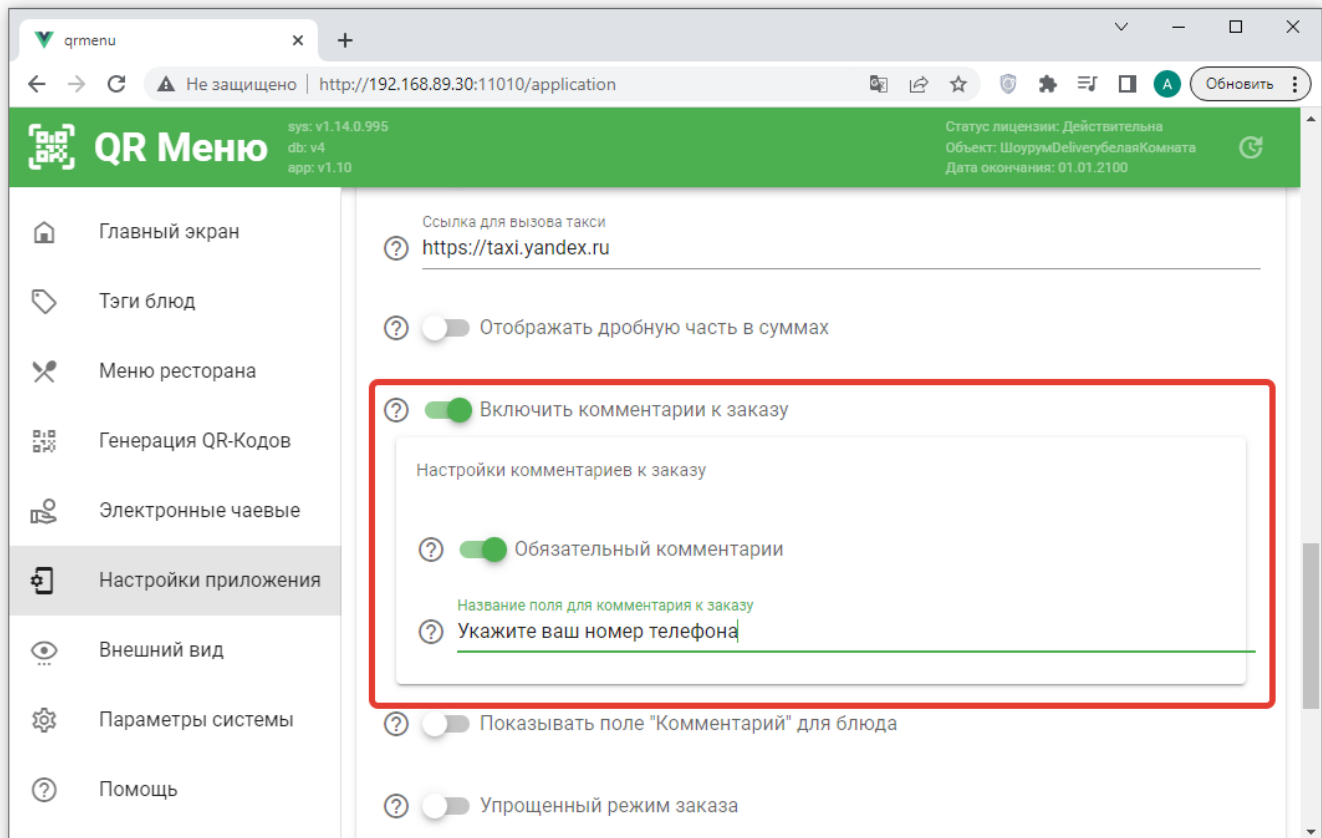 qrmenu
Не защищено http://192.168.89.30:11010/application
А
Обновить
QR Меню
sys: v1.14.0.995
db: v4
app: v1.10
Статус лицензии: Действительна
Объект: ШоурумDeliveryбелаяКомната
Дата окончания: 01.01.2100
Главный экран
Тэги блюд
Меню ресторана
Генерация QR-Кодов
Электронные чаевые
Настройки приложения
Внешний вид
Параметры системы
Помощь
Ссылка для вызова такси
https://taxi.yandex.ru
Отображать дробную часть в суммах
Включить комментарии к заказу
Настройки комментариев к заказу
Обязательный комментарии
Название поля для комментария к заказу
Укажите ваш номер телефона
Показывать поле "Комментарий" для блюда
Упрощенный режим заказа